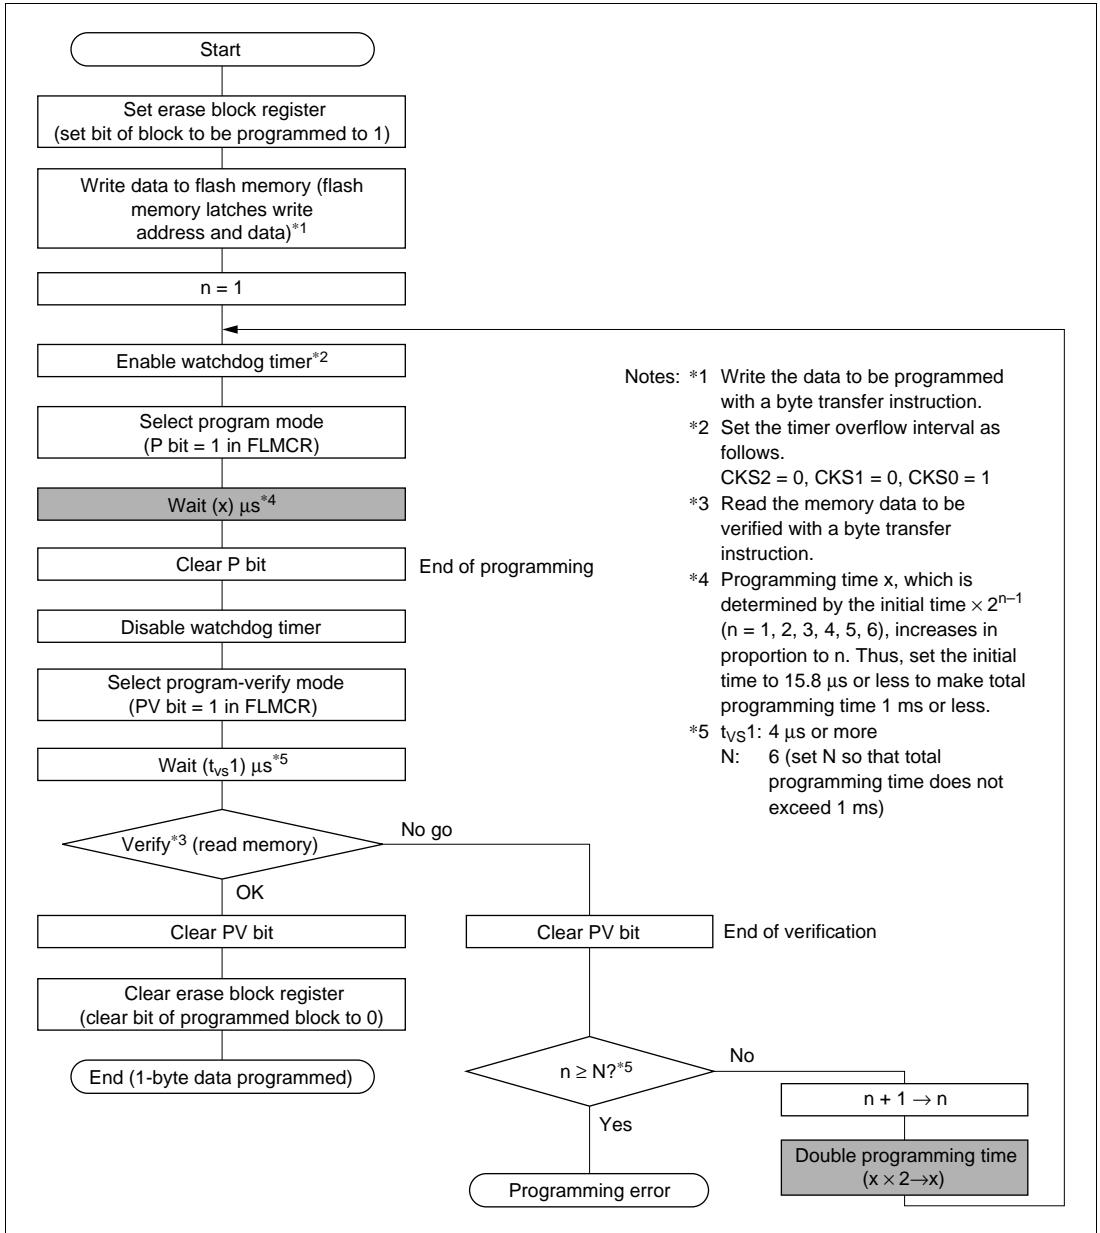 Start
Set erase block register
(set bit of block to be programmed to 1)
Write data to flash memory (flash
memory latches write
address and data)*1
n = 1
Enable watchdog timer*2
Select program mode
(P bit = 1 in FLMCR)
Wait (x) μs*4
Clear P bit
End of programming
Disable watchdog timer
Select program-verify mode
(PV bit = 1 in FLMCR)
Wait (tvs1) μs*5
Verify*3 (read memory)
No go
OK
Clear PV bit
Clear erase block register
(clear bit of programmed block to 0)
End (1-byte data programmed)
Clear PV bit
End of verification
n ≥ N?*5
No
Yes
Programming error
n + 1 → n
Double programming time
(x × 2→x)
Notes: *1 Write the data to be programmed
with a byte transfer instruction.
*2 Set the timer overflow interval as
follows.
CKS2 = 0, CKS1 = 0, CKS0 = 1
*3 Read the memory data to be
verified with a byte transfer
instruction.
*4 Programming time x, which is
determined by the initial time × 2n–1
(n = 1, 2, 3, 4, 5, 6), increases in
proportion to n. Thus, set the initial
time to 15.8 μs or less to make total
programming time 1 ms or less.
*5 tVS1: 4 μs or more
N: 6 (set N so that total
programming time does not
exceed 1 ms)